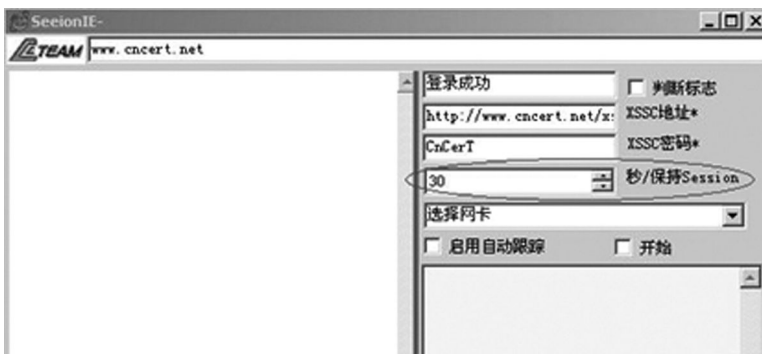 SeeionIE-
TEAM www.cncert.net
登录成功 判断标志
http://www.cncert.net/x XSSC地址*
CnCerT XSSC密码*
30 秒/保持Session
选择网卡
启用自动跟踪 开始